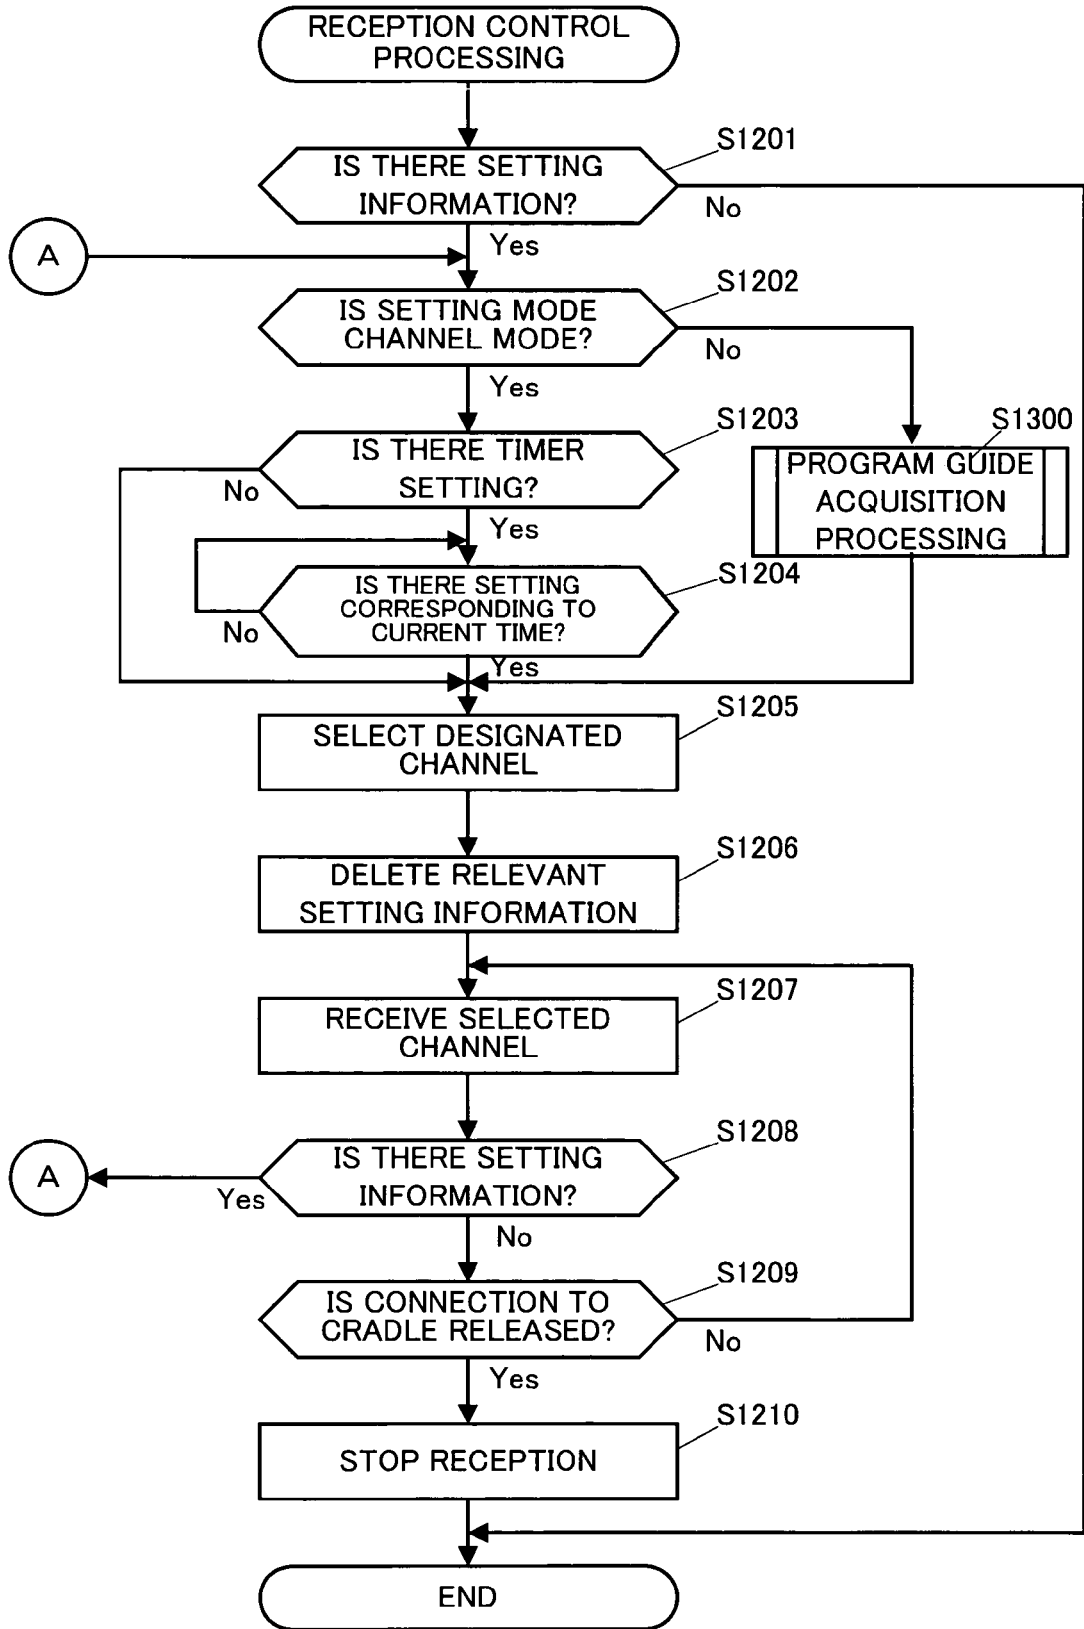 RECEPTION CONTROL
PROCESSING
S1201
IS THERE SETTING
INFORMATION?
No
Yes
A
S1202
IS SETTING MODE
CHANNEL MODE?
No
Yes
S1203
IS THERE TIMER
SETTING?
No
Yes
S1300
PROGRAM GUIDE
ACQUISITION
PROCESSING
S1204
IS THERE SETTING
CORRESPONDING TO
CURRENT TIME?
No
Yes
S1205
SELECT DESIGNATED
CHANNEL
S1206
DELETE RELEVANT
SETTING INFORMATION
S1207
RECEIVE SELECTED
CHANNEL
S1208
IS THERE SETTING
INFORMATION?
A
Yes
No
S1209
IS CONNECTION TO
CRADLE RELEASED?
No
Yes
S1210
STOP RECEPTION
END